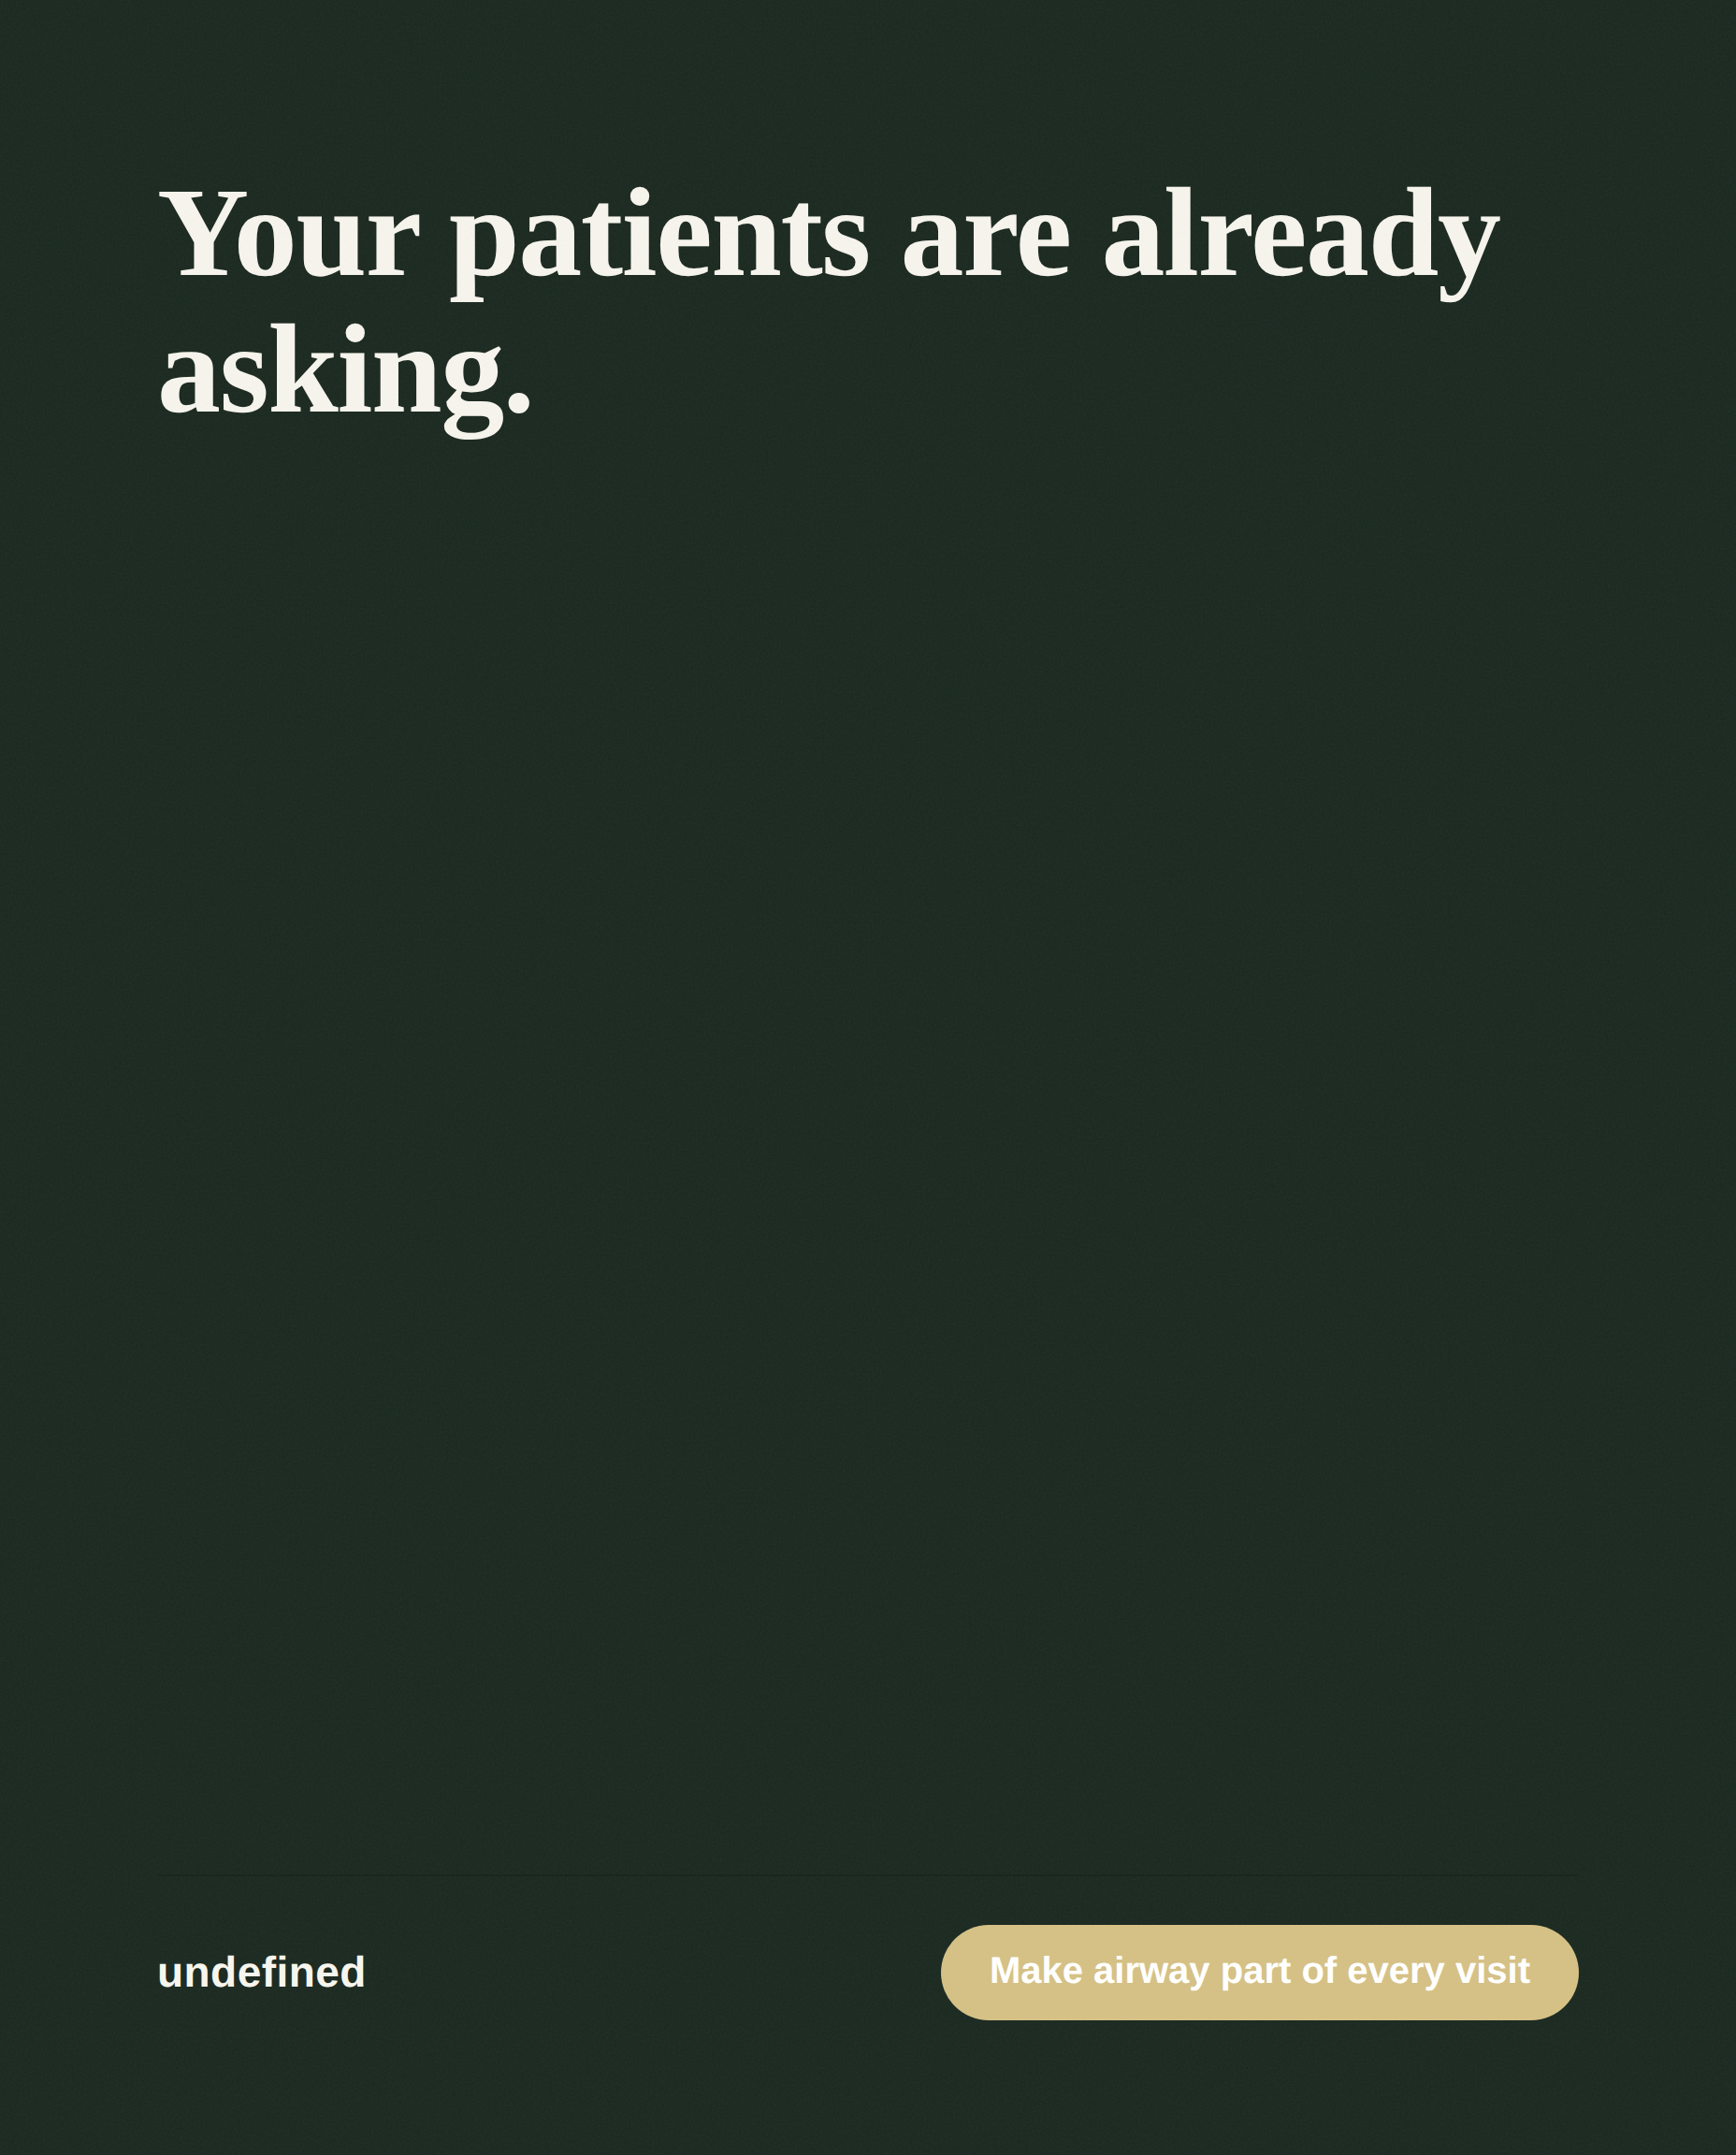 Your patients are already
asking.
undefined
Make airway part of every visit